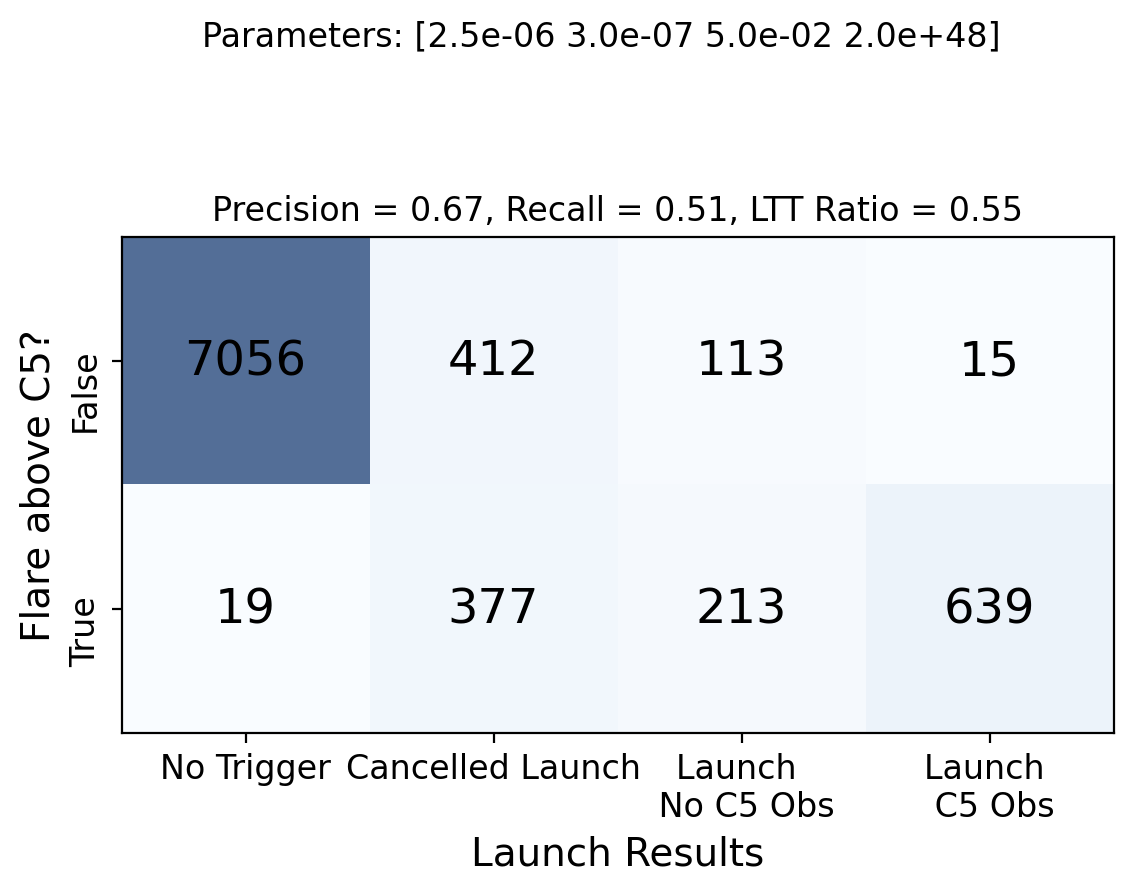 Parameters: [2.5e-06 3.0e-07 5.0e-02 2.0e+48]
Precision = 0.67, Recall = 0.51, LTT Ratio = 0.55
Flare above C5?
False
7056 412 113 15
True
19 377 213 639
No Trigger Cancelled Launch Launch Launch
No C5 Obs C5 Obs
Launch Results